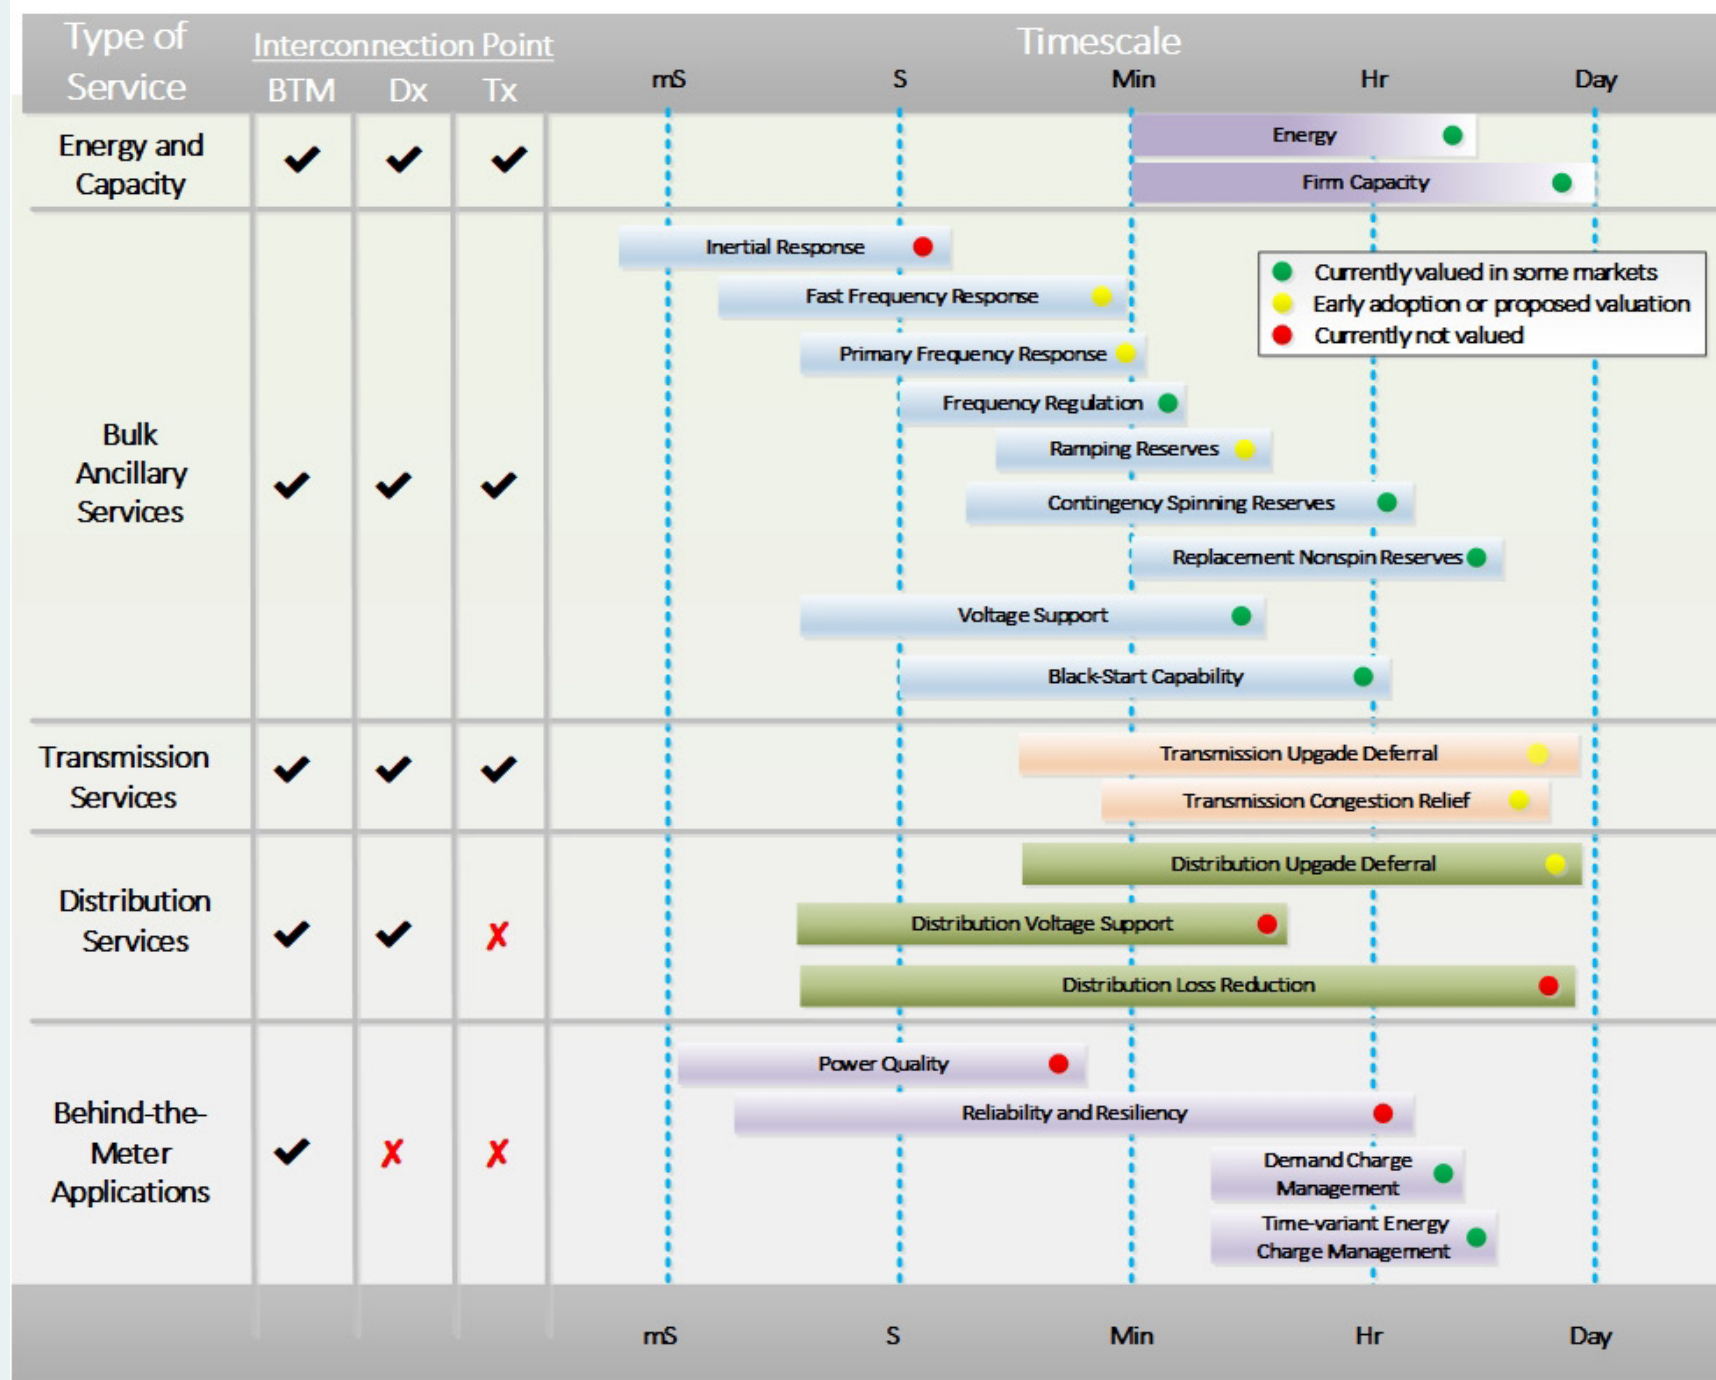 Type of
Service
Interconnection Point
BTM Dx Tx
Timescale
mS S Min Hr Day
Energy and
Capacity
Energy
Firm Capacity
Bulk
Ancillary
Services
Inertial Response
Fast Frequency Response
Primary Frequency Response
Frequency Regulation
Ramping Reserves
Contingency Spinning Reserves
Replacement Nonspin Reserves
Voltage Support
Black-Start Capability
Currently valued in some markets
Early adoption or proposed valuation
Currently not valued
Transmission
Services
Transmission Upgade Deferral
Transmission Congestion Relief
Distribution
Services
Distribution Upgade Deferral
Distribution Voltage Support
Distribution Loss Reduction
Behind-the-
Meter
Applications
Power Quality
Reliability and Resiliency
Demand Charge
Management
Time-variant Energy
Charge Management
mS S Min Hr Day